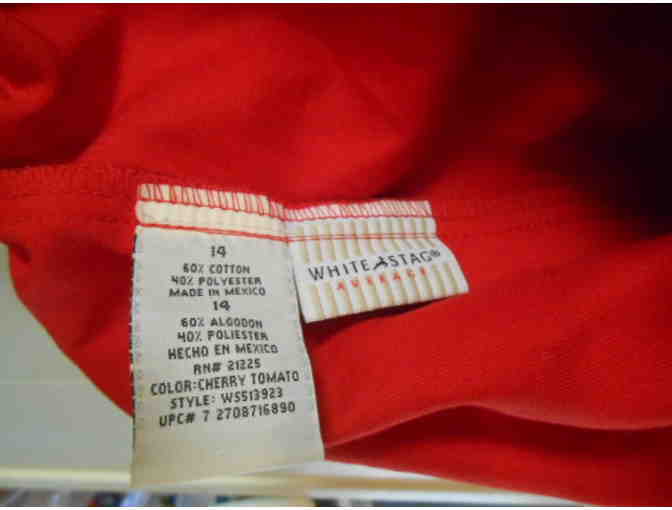 14
60% COTTON
40% POLYESTER
MADE IN MEXICO
14
60% ALGODON
40% POLIESTER
HECHO EN MEXICO
RN# 21225
COLOR:CHERRY TOMATO
STYLE: WS513923
UPC# 7 2708716890
WHITE STAG®
AVERAGE